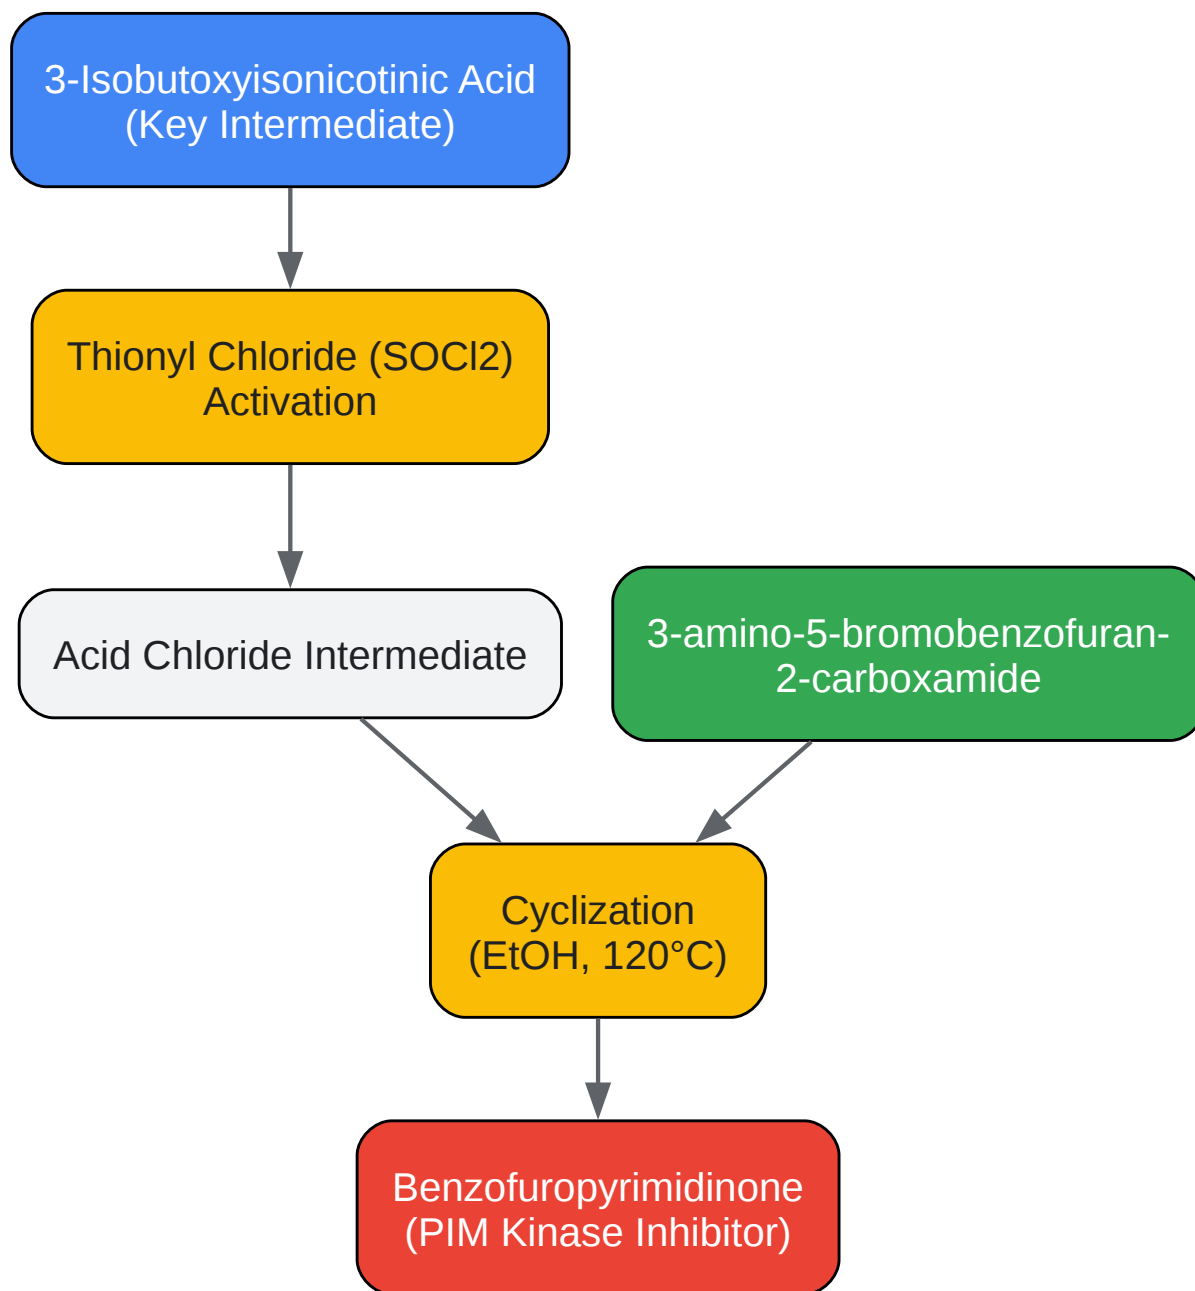 3-Isobutoxyisonicotinic Acid
(Key Intermediate)
Thionyl Chloride (SOCl2)
Activation
Acid Chloride Intermediate
3-amino-5-bromobenzofuran-
2-carboxamide
Cyclization
(EtOH, 120°C)
Benzofuropyrimidinone
(PIM Kinase Inhibitor)